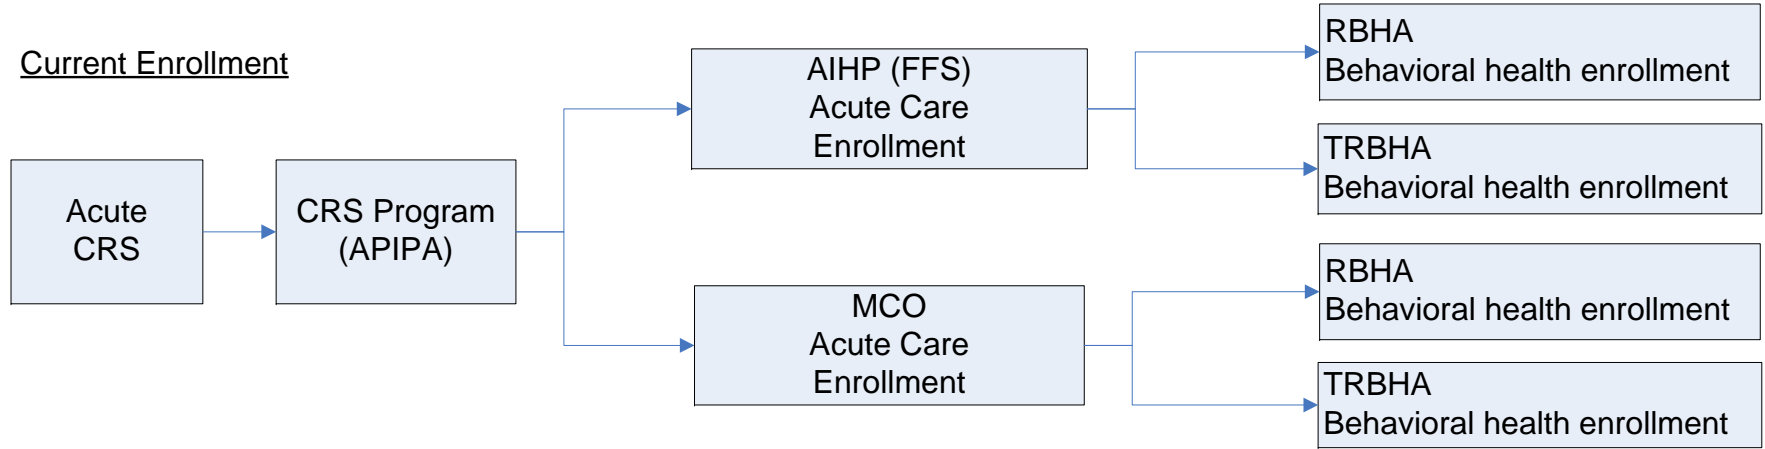 Current Enrollment
Acute
CRS
CRS Program
(APIPA)
AIHP (FFS)
Acute Care
Enrollment
MCO
Acute Care
Enrollment
RBHA
Behavioral health enrollment
TRBHA
Behavioral health enrollment
RBHA
Behavioral health enrollment
TRBHA
Behavioral health enrollment